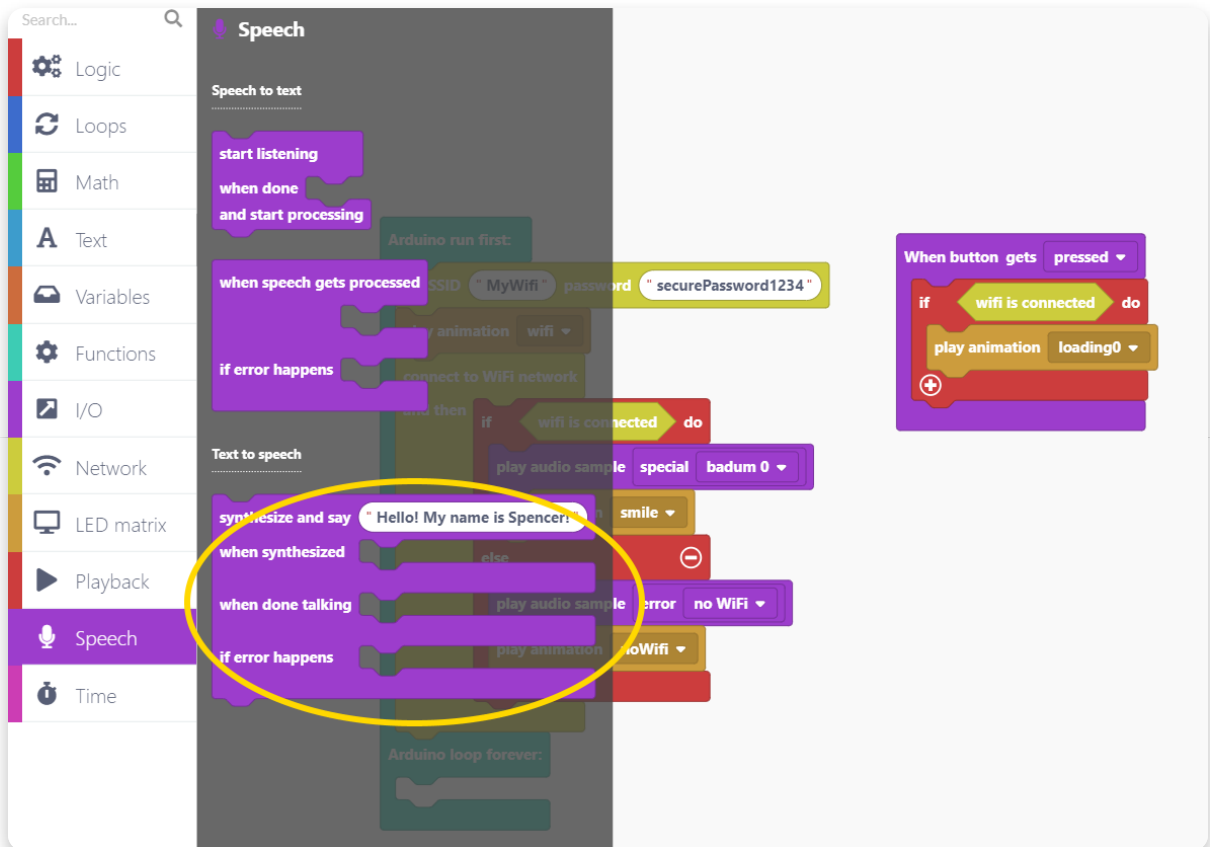 Search...
Logic
Loops
Math
Text
Variables
Functions
I/O
Network
LED matrix
Playback
Speech
Time
Speech
Speech to text
start listening
when done
and start processing
when speech gets processed
if error happens
Text to speech
synthesize and say " Hello! My name is Spencer! "
when synthesized
when done talking
if error happens
Arduino run first:
SSID " MyWifi " password " securePassword1234 "
play animation wifi
connect to WiFi network
and then
if wifi is connected do
play audio sample special badum 0
smile
else
play audio sample error no WiFi
play animation noWifi
Arduino loop forever:
When button gets pressed
if wifi is connected do
play animation loading0